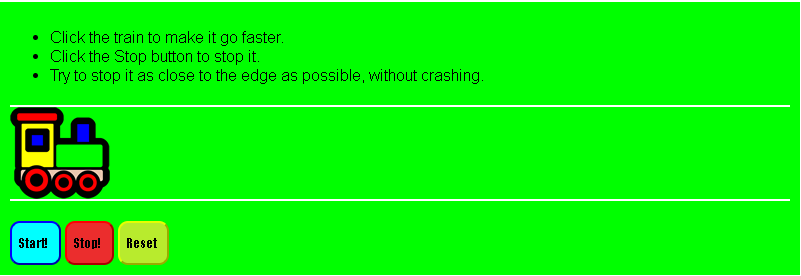 Click the train to make it go faster.
Click the Stop button to stop it.
Try to stop it as close to the edge as possible, without crashing.
Start! Stop! Reset